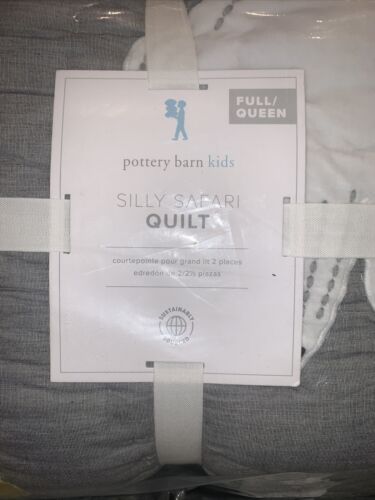 FULL/
QUEEN
pottery barn kids
SILLY SAFARI
QUILT
courtepointe pour grand lit 2 places
edredón de 2/2½ plazas
SUSTAINABLY
SOURCED